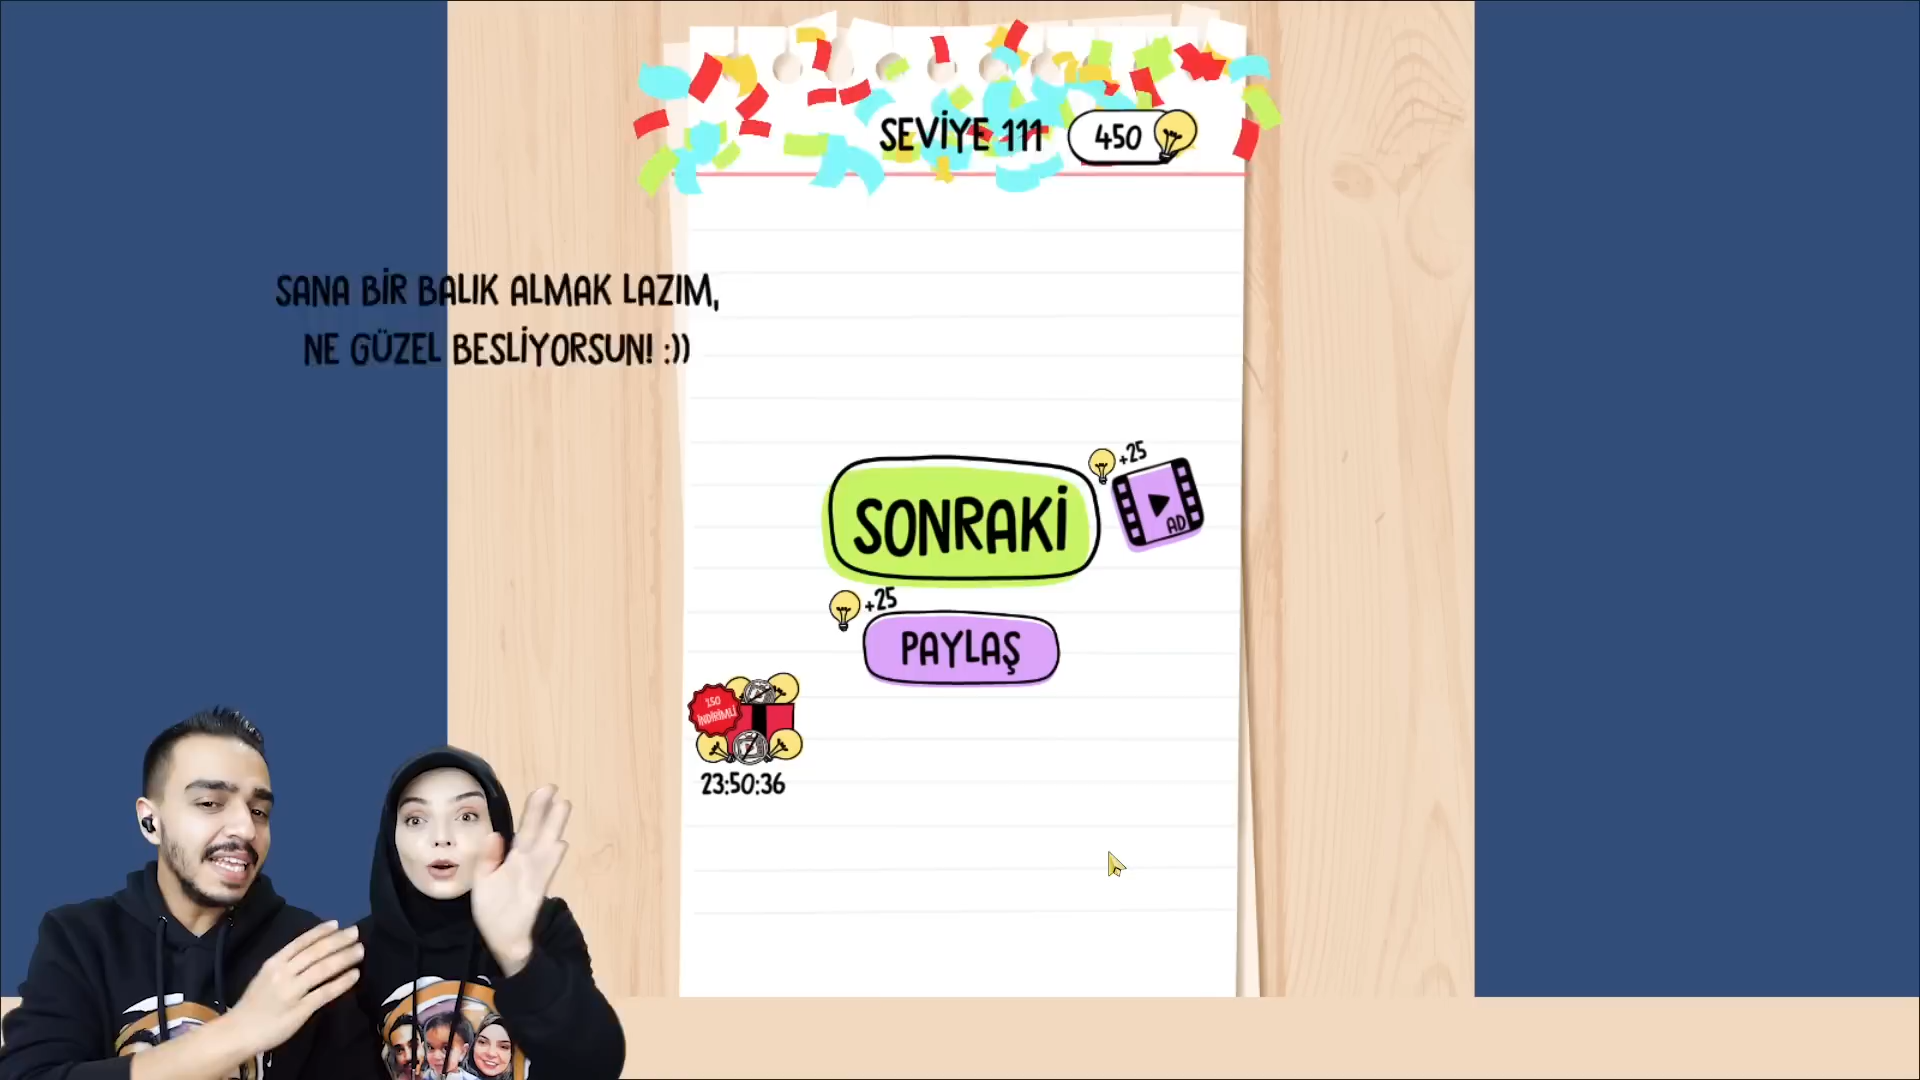 SEVİYE 111
450
SANA BİR BALIK ALMAK LAZIM,
NE GÜZEL BESLİYORSUN! :))
+25
SONRAKİ
AD
+25
PAYLAŞ
%50
İNDİRİMLİ
23:50:36